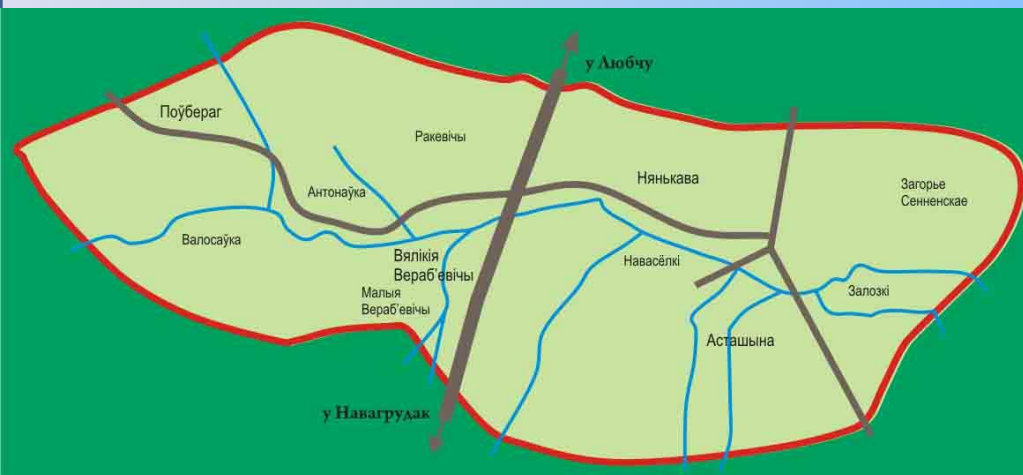 у Любчу
Поўбераг
Ракевічы
Нянькава
Загорье
Сенненскае
Антонаўка
Валосаўка
Вялікія
Вераб'евічы
Навасёлкі
Малыя
Вераб'евічы
Залозкі
Асташына
у Навагрудак